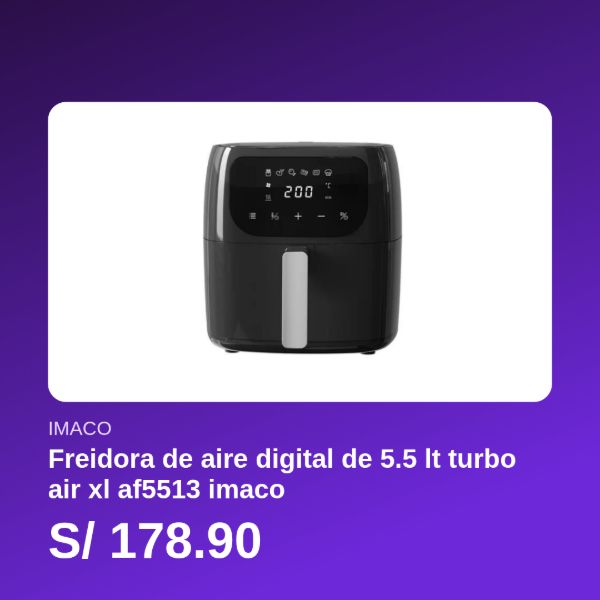 200
°C
IMACO
Freidora de aire digital de 5.5 lt turbo
air xl af5513 imaco
S/ 178.90